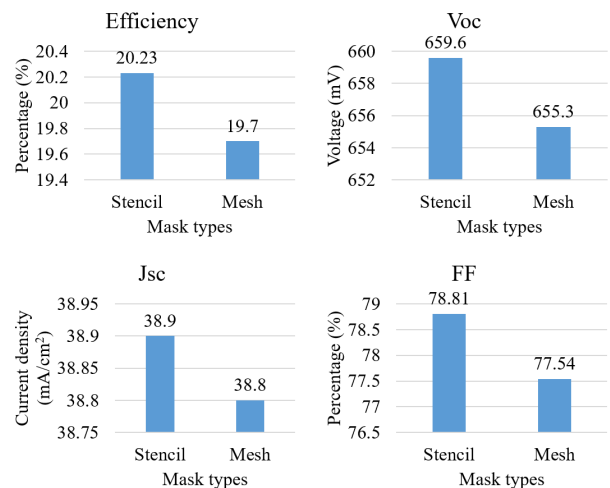 Efficiency
Percentage (%)
20.4
20.2
20
19.8
19.6
19.4
20.23
19.7
Stencil Mesh
Mask types
Voc
Voltage (mV)
660
658
656
654
652
659.6
655.3
Stencil Mesh
Mask types
Jsc
Current density
(mA/cm²)
38.95
38.9
38.85
38.8
38.75
38.9
38.8
Stencil Mesh
Mask types
FF
Percentage (%)
79
78.5
78
77.5
77
76.5
78.81
77.54
Stencil Mesh
Mask types